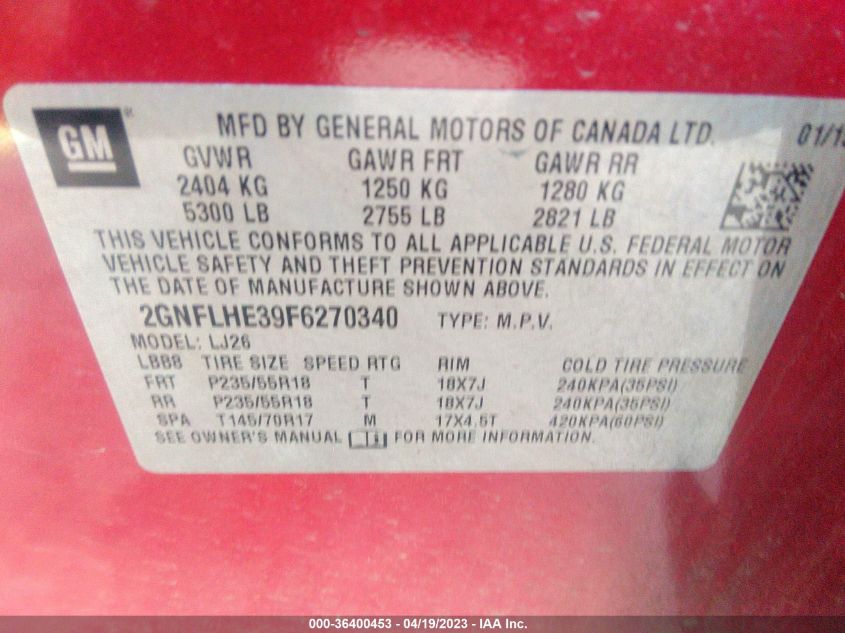 GM ®
MFD BY GENERAL MOTORS OF CANADA LTD. 01/15
GVWR GAWR FRT GAWR RR
2404 KG 1250 KG 1280 KG
5300 LB 2755 LB 2821 LB
THIS VEHICLE CONFORMS TO ALL APPLICABLE U.S. FEDERAL MOTOR
VEHICLE SAFETY AND THEFT PREVENTION STANDARDS IN EFFECT ON
THE DATE OF MANUFACTURE SHOWN ABOVE.
2GNFLHE39F6270340 TYPE: M.P.V.
MODEL: LJ26
LB88 TIRE SIZE SPEED RTG RIM COLD TIRE PRESSURE
FRT P235/55R18 T 18X7J 240KPA(35PSI)
RR P235/55R18 T 18X7J 240KPA(35PSI)
SPA T145/70R17 M 17X4.5T 420KPA(60PSI)
SEE OWNER'S MANUAL FOR MORE INFORMATION.
000-36400453 - 04/19/2023 - IAA Inc.